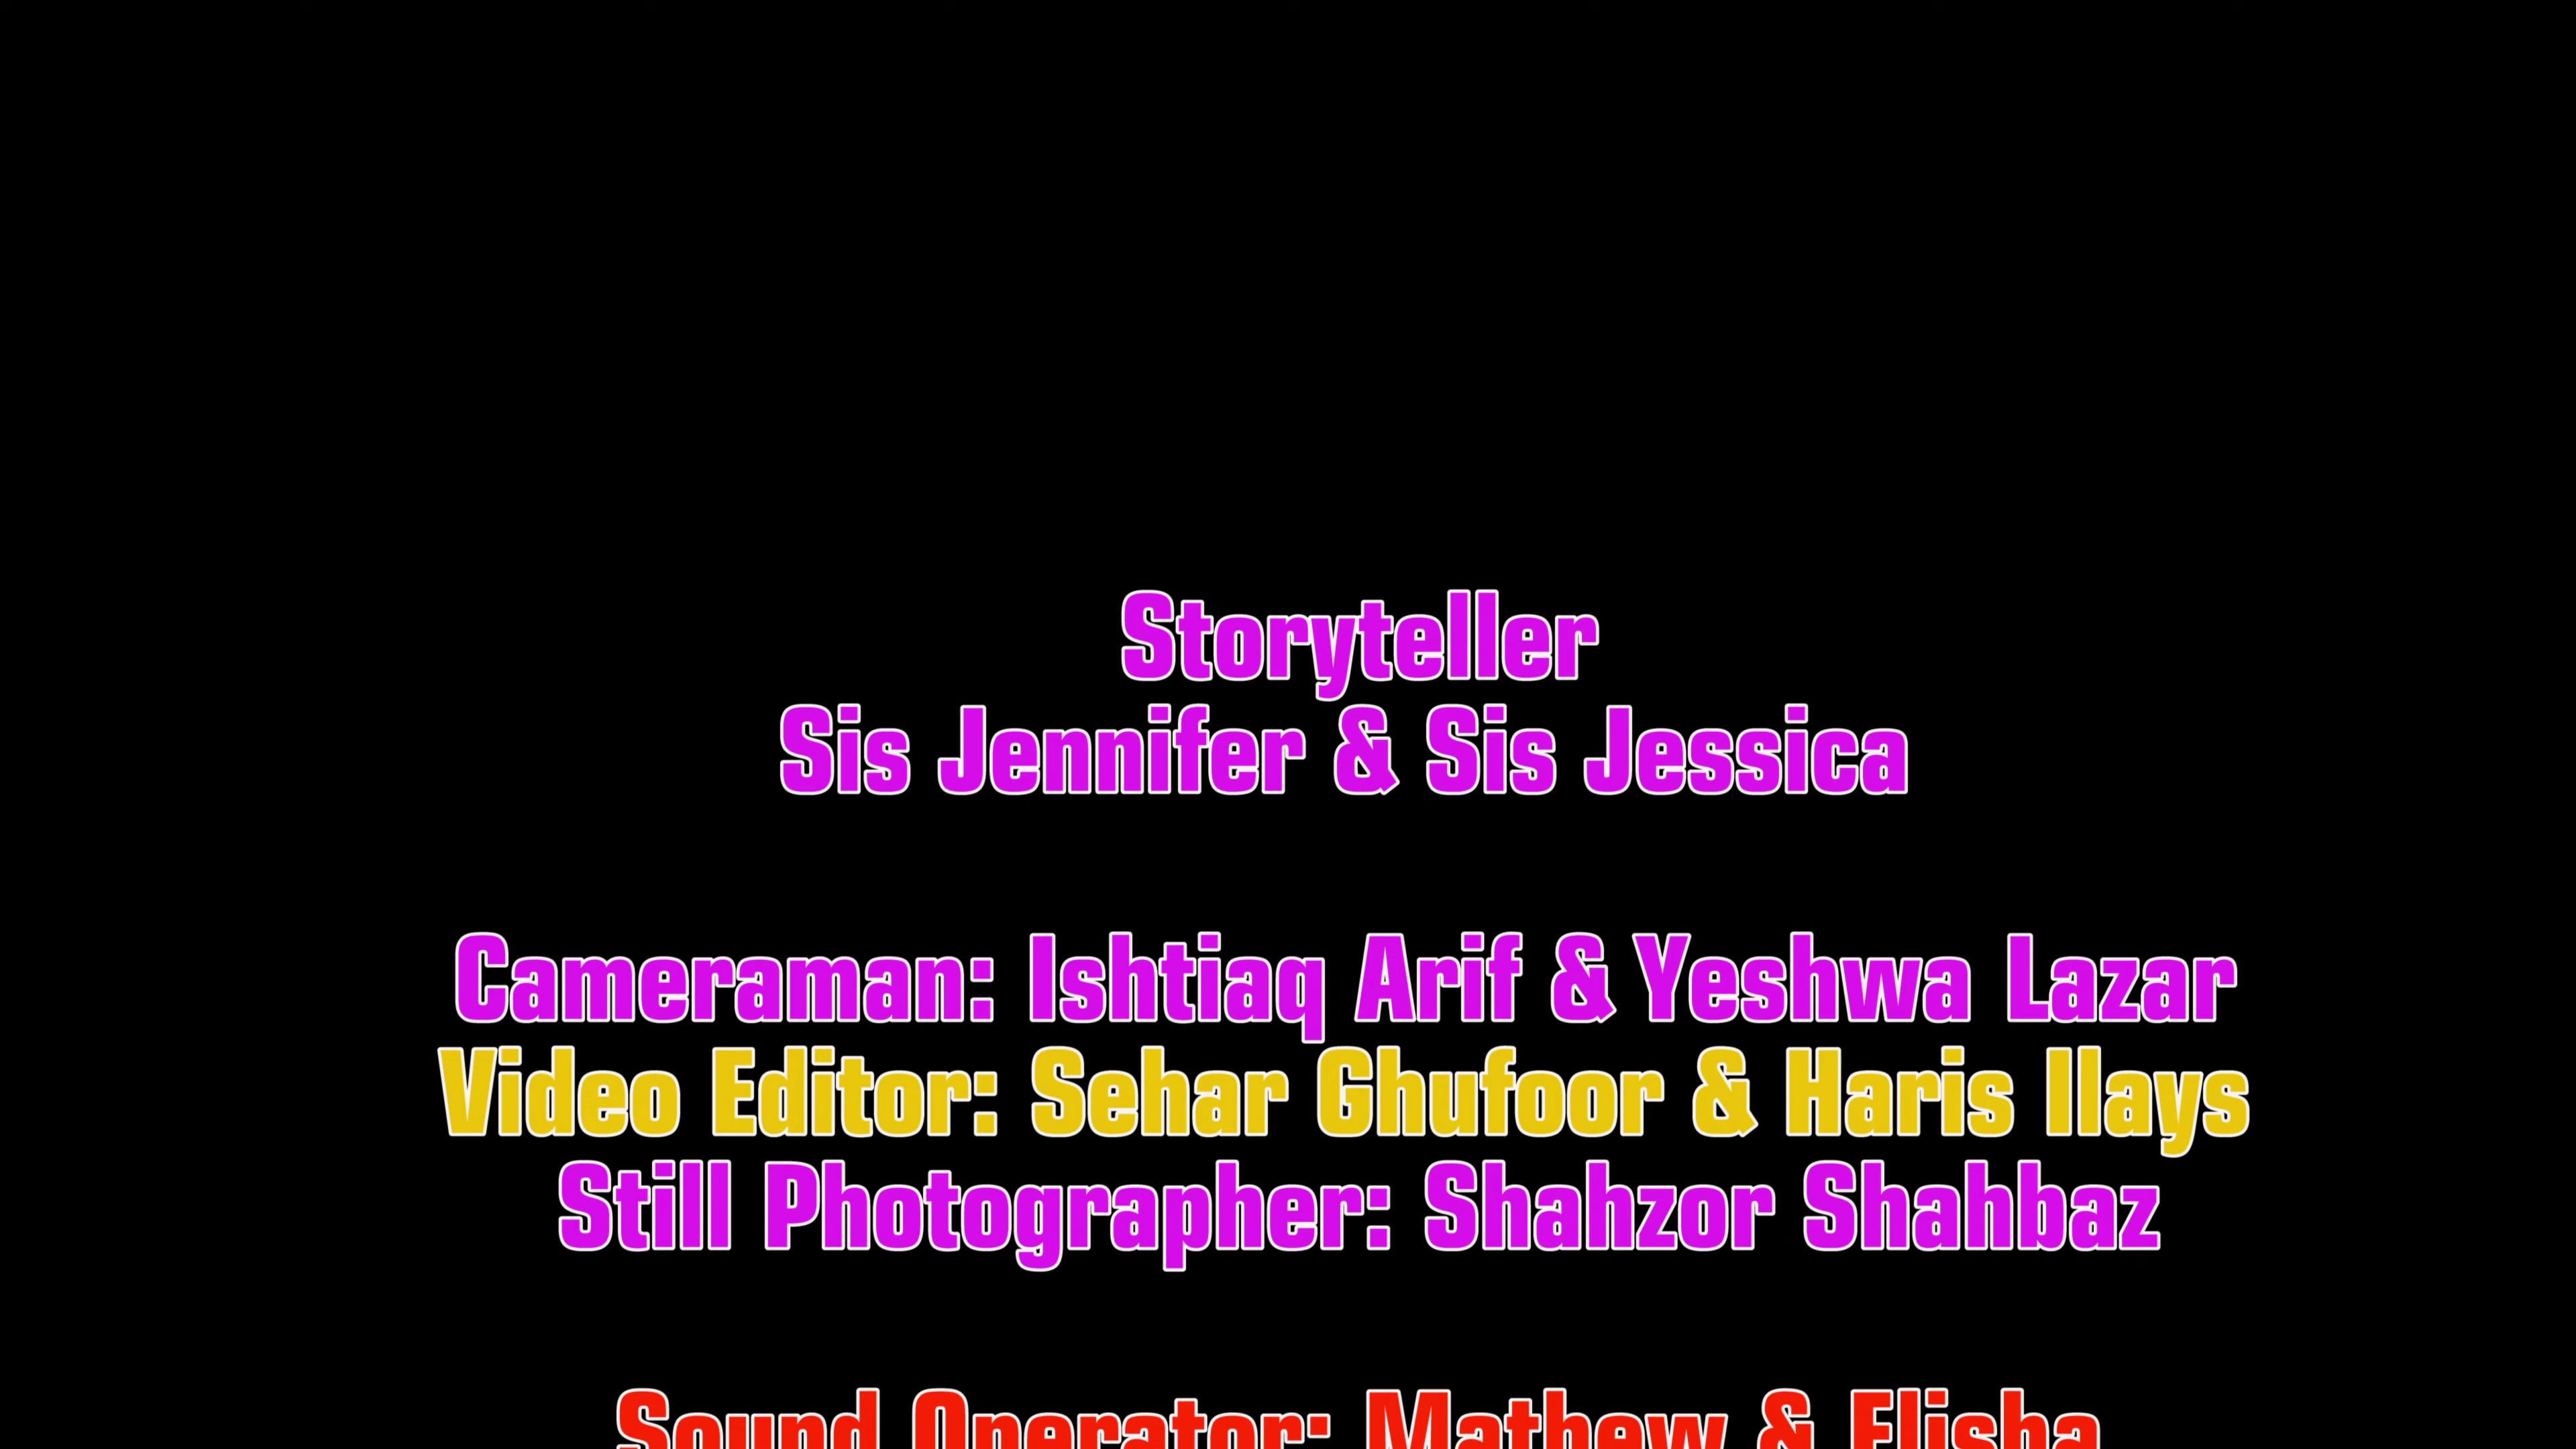 Storyteller
Sis Jennifer & Sis Jessica
Cameraman: Ishtiaq Arif & Yeshwa Lazar
Video Editor: Sehar Ghufoor & Haris Ilays
Still Photographer: Shahzor Shahbaz
Sound Operator: Mathew & Elisha